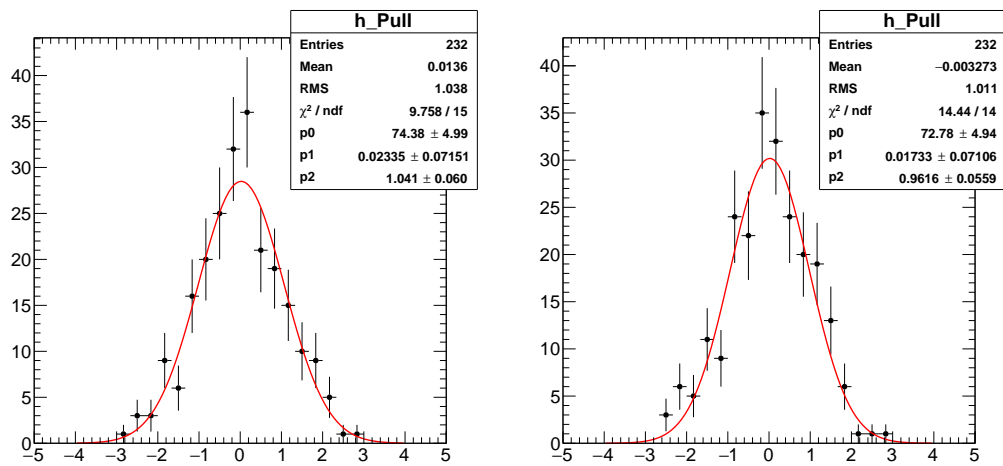 h_Pull
Entries 232
Mean 0.0136
RMS 1.038
χ² / ndf 9.758 / 15
p0 74.38 ± 4.99
p1 0.02335 ± 0.07151
p2 1.041 ± 0.060
40
35
30
25
20
15
10
5
0
−5 −4 −3 −2 −1 0 1 2 3 4 5
h_Pull
Entries 232
Mean −0.003273
RMS 1.011
χ² / ndf 14.44 / 14
p0 72.78 ± 4.94
p1 0.01733 ± 0.07106
p2 0.9616 ± 0.0559
40
35
30
25
20
15
10
5
0
−5 −4 −3 −2 −1 0 1 2 3 4 5